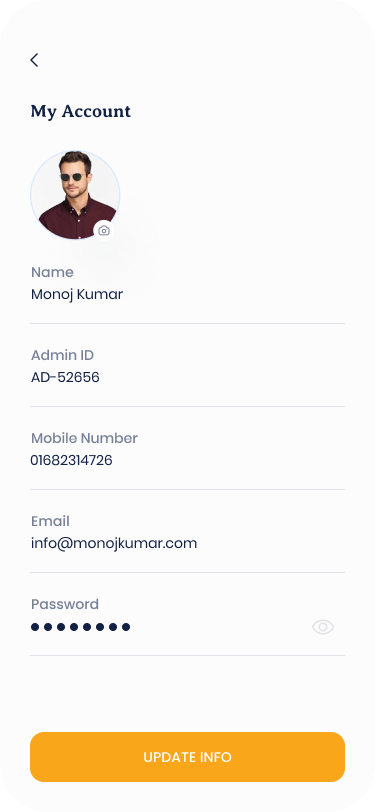 My Account
Name
Monoj Kumar
Admin ID
AD-52656
Mobile Number
01682314726
Email
info@monojkumar.com
Password
UPDATE INFO